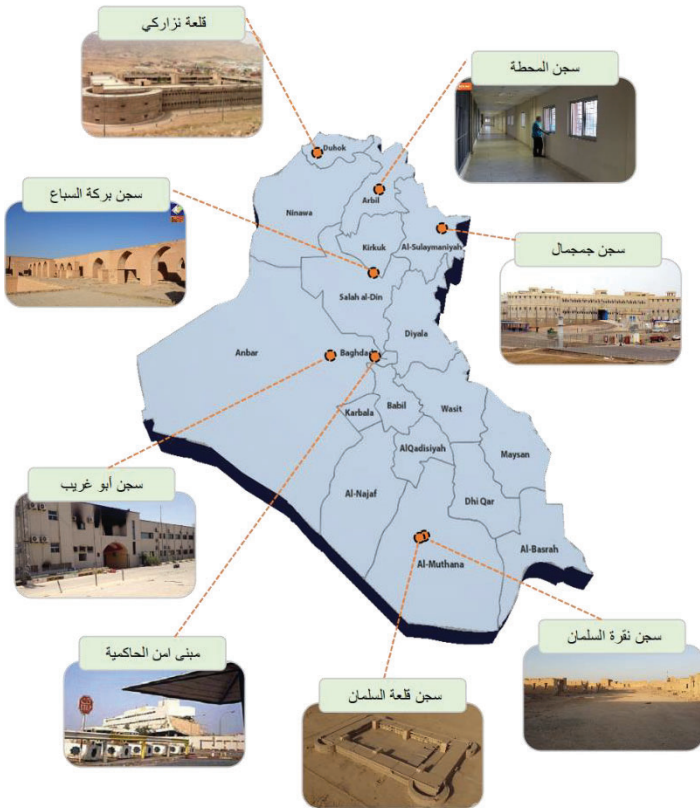 قلعة نزاركي
سجن المحطة
سجن بركة السباع
سجن جمجمال
Duhok
Arbil
Ninawa
Kirkuk
Al-Sulaymaniyah
Salah al-Din
Diyala
Anbar
Baghdad
Karbala
Babil
Wasit
AlQadisiyah
Maysan
Al-Najaf
Dhi Qar
Al-Muthana
Al-Basrah
سجن أبو غريب
مبنى امن الحاكمية
سجن قلعة السلمان
سجن نقرة السلمان